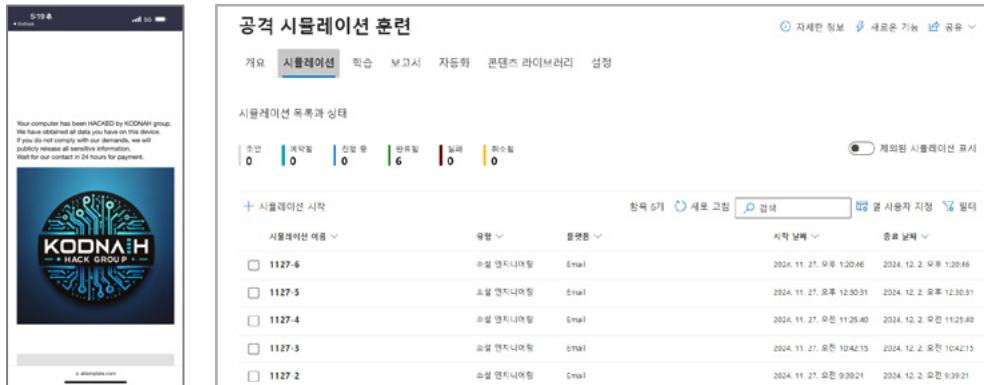 5:19
Outlook
5G
Your computer has been HACKED by KODNAH group.
We have obtained all data you have on this device.
If you do not comply with our demands, we will
publicly release all sensitive information.
Wait for our contact in 24 hours for payment.
KODNAH
- HACK GROUP -
attemplate.com
공격 시뮬레이션 훈련
자세한 정보 새로운 기능 공유
개요 시뮬레이션 학습 보고서 자동화 콘텐츠 라이브러리 설정
시뮬레이션 목록과 상태
초안 예약됨 진행 중 완료됨 실패 취소됨
0 0 0 6 0 0
제외된 시뮬레이션 표시
+ 시뮬레이션 시작 항목 6개 새로 고침 검색 열 사용자 지정 필터
시뮬레이션 이름 유형 플랫폼 시작 날짜 종료 날짜
1127-6 소셜 엔지니어링 Email 2024. 11. 27. 오후 1:20:46 2024. 12. 2. 오후 1:20:46
1127-5 소셜 엔지니어링 Email 2024. 11. 27. 오후 12:30:31 2024. 12. 2. 오후 12:30:31
1127-4 소셜 엔지니어링 Email 2024. 11. 27. 오전 11:25:40 2024. 12. 2. 오전 11:25:40
1127-3 소셜 엔지니어링 Email 2024. 11. 27. 오전 10:42:15 2024. 12. 2. 오전 10:42:15
1127-2 소셜 엔지니어링 Email 2024. 11. 27. 오전 9:39:21 2024. 12. 2. 오전 9:39:21